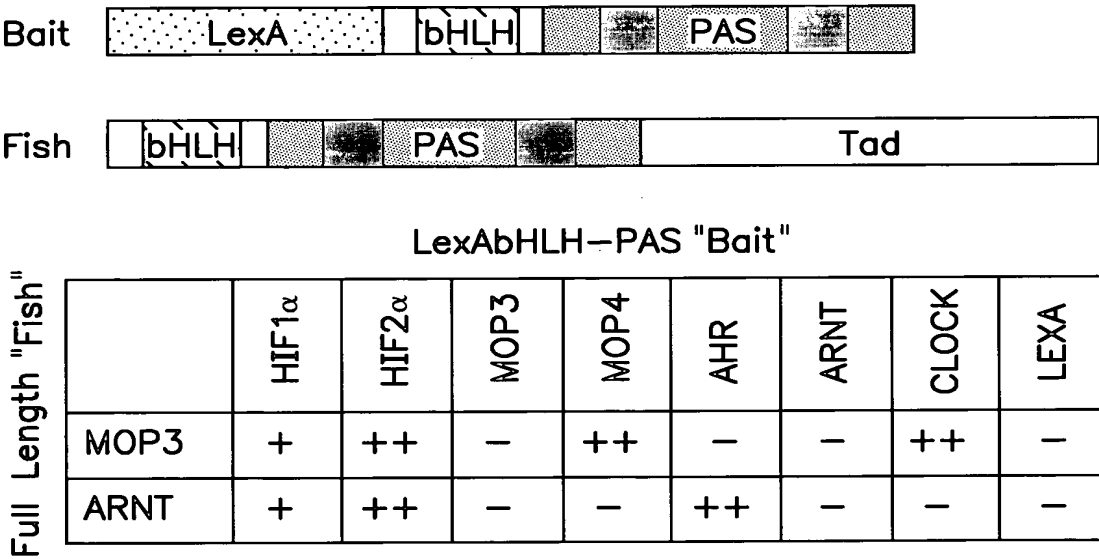 Bait LexA bHLH PAS
Fish bHLH PAS Tad
LexAbHLH-PAS "Bait"
Full Length "Fish"
HIF1α HIF2α MOP3 MOP4 AHR ARNT CLOCK LEXA
MOP3 + ++ - ++ - - ++ -
ARNT + ++ - - ++ - - -